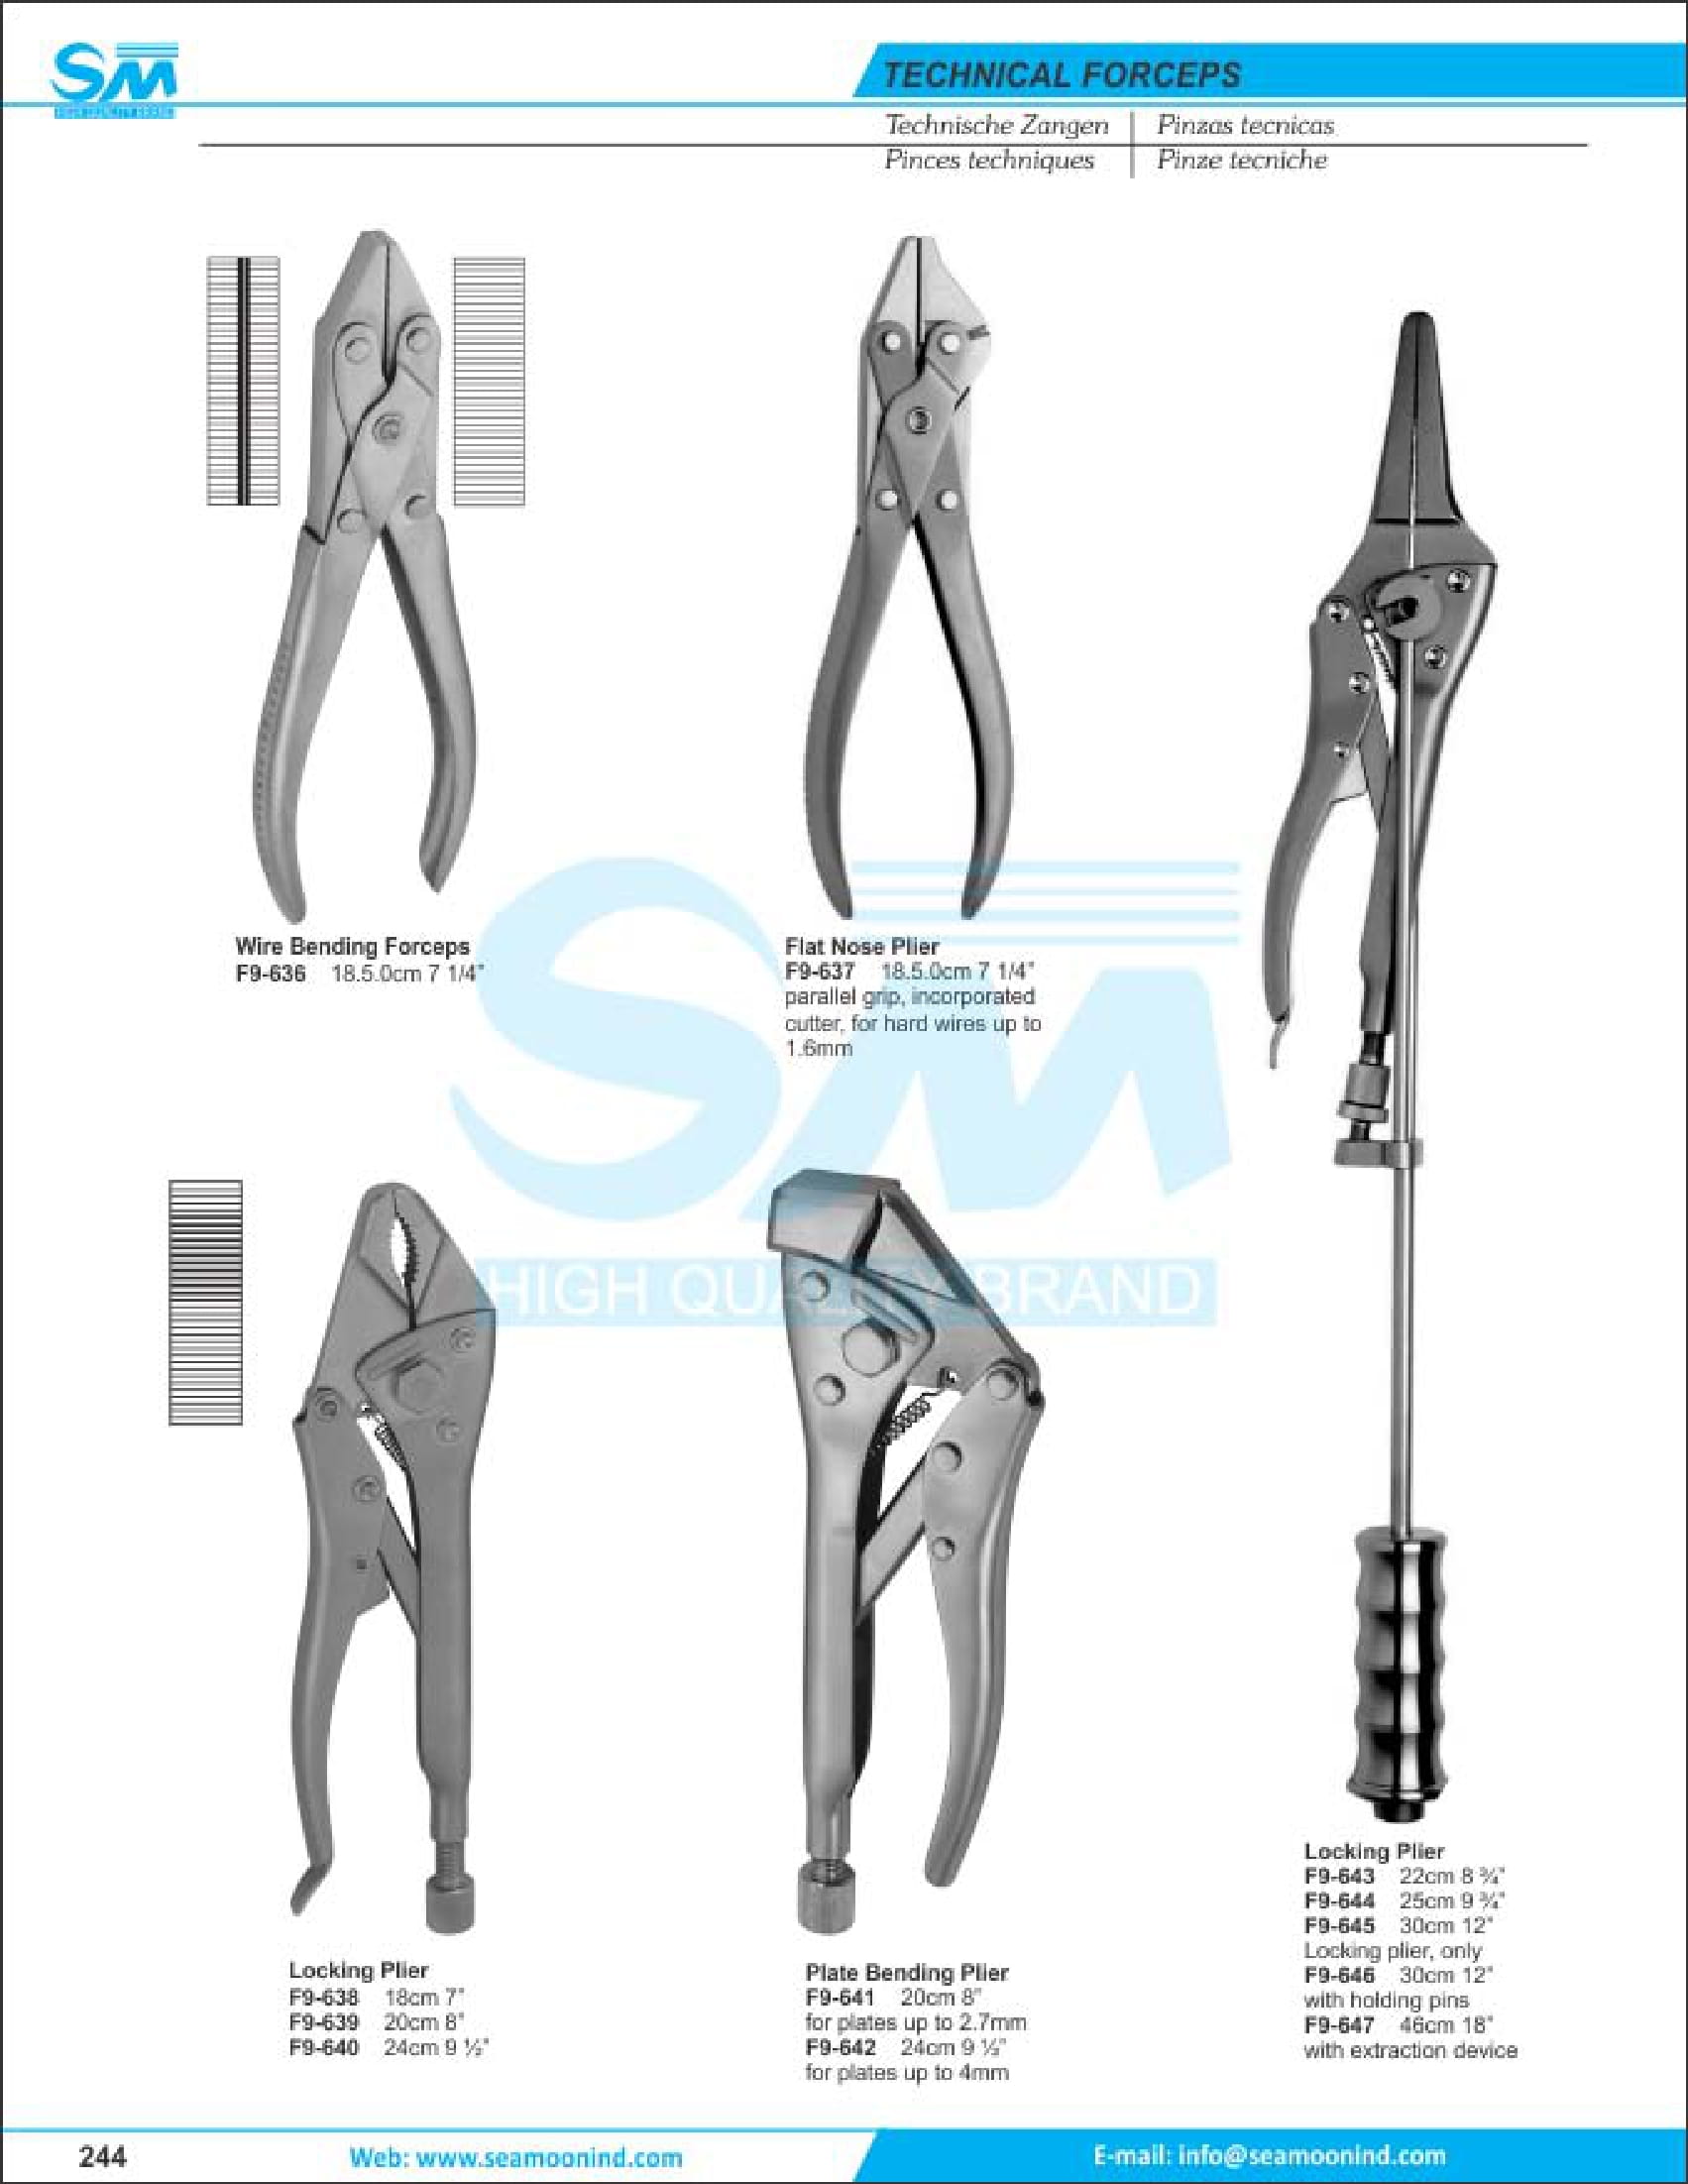 SM
TECHNICAL FORCEPS
Technische Zangen
Pinzas tecnicas
Pinces techniques
Pinze tecniche
Wire Bending Forceps
F9-636 18.5.0cm 7 1/4"
Flat Nose Plier
F9-637 18.5.0cm 7 1/4"
parallel grip, incorporated
cutter, for hard wires up to
1.6mm
SM
HIGH QUALITY BRAND
Locking Plier
F9-638 18cm 7"
F9-639 20cm 8"
F9-640 24cm 9 ½"
Plate Bending Plier
F9-641 20cm 8"
for plates up to 2.7mm
F9-642 24cm 9 ½"
for plates up to 4mm
Locking Plier
F9-643 22cm 8 ¾"
F9-644 25cm 9 ¾"
F9-645 30cm 12"
Locking plier, only
F9-646 30cm 12"
with holding pins
F9-647 46cm 18"
with extraction device
244
Web: www.seamoonind.com
E-mail: info@seamoonind.com